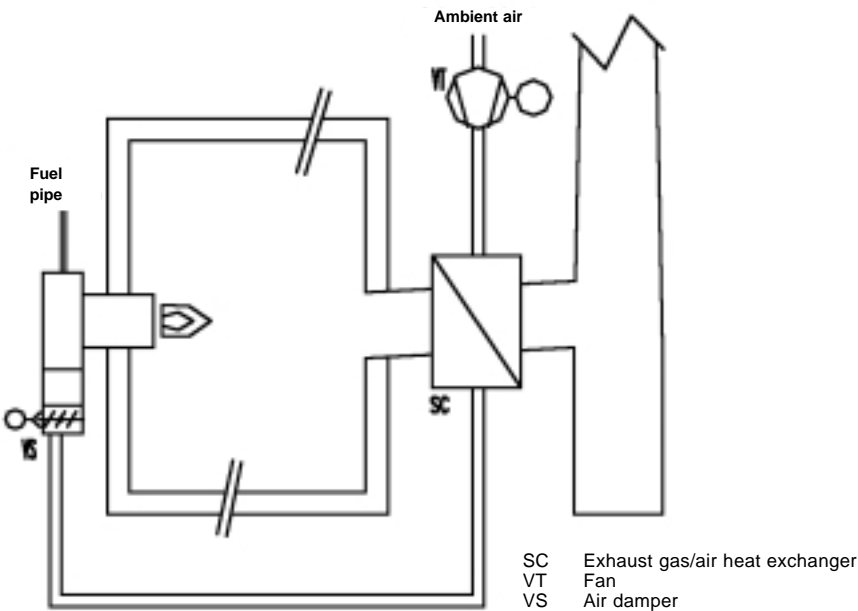 Ambient air
VT
Fuel
pipe
SC
VS
SC Exhaust gas/air heat exchanger
VT Fan
VS Air damper